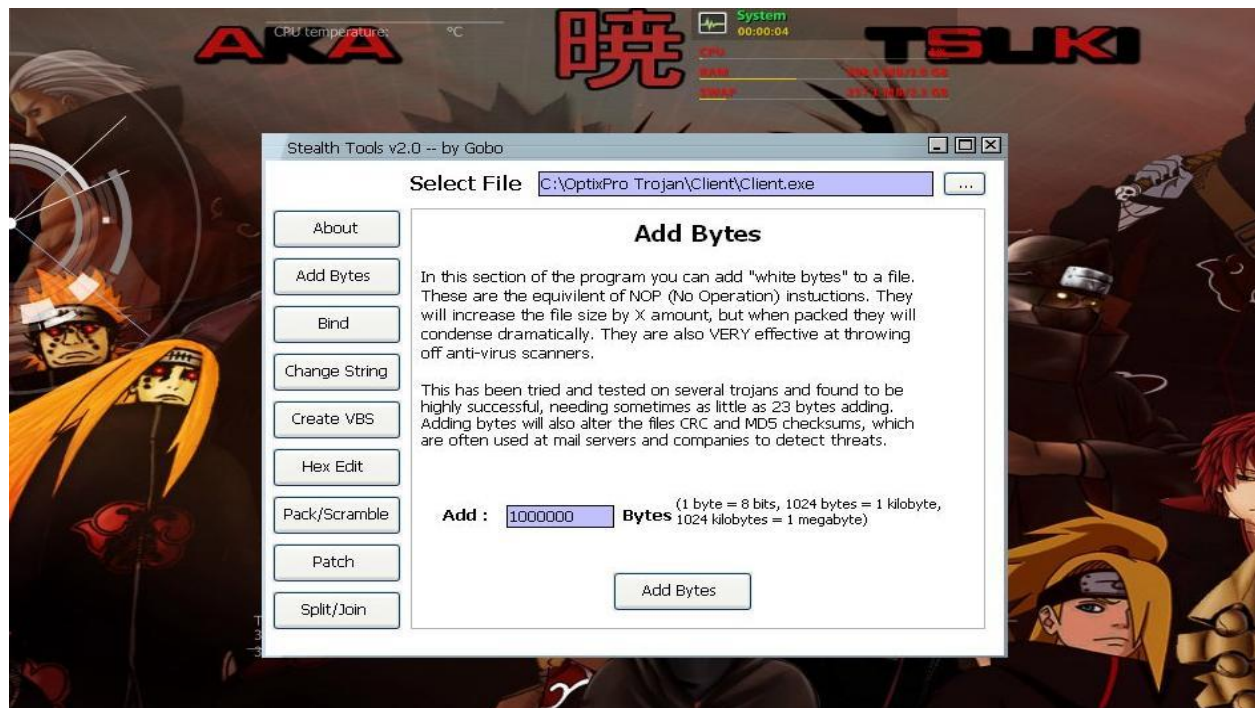 AKA 暁 TSUKI
CPU temperature: °C
System
00:00:04
CPU
RAM
SWAP
Stealth Tools v2.0 -- by Gobo
Select File C:\OptixPro Trojan\Client\Client.exe ...
About
Add Bytes
Bind
Change String
Create VBS
Hex Edit
Pack/Scramble
Patch
Split/Join
Add Bytes
In this section of the program you can add "white bytes" to a file.
These are the equivilent of NOP (No Operation) instuctions. They
will increase the file size by X amount, but when packed they will
condense dramatically. They are also VERY effective at throwing
off anti-virus scanners.
This has been tried and tested on several trojans and found to be
highly successful, needing sometimes as little as 23 bytes adding.
Adding bytes will also alter the files CRC and MD5 checksums, which
are often used at mail servers and companies to detect threats.
Add : 1000000 Bytes (1 byte = 8 bits, 1024 bytes = 1 kilobyte,
1024 kilobytes = 1 megabyte)
Add Bytes